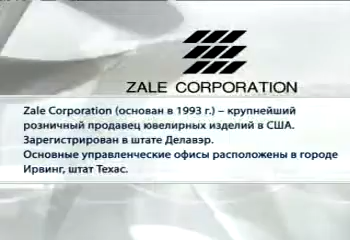 ZALE CORPORATION
Zale Corporation (основан в 1993 г.) – крупнейший
розничный продавец ювелирных изделий в США.
Зарегистрирован в штате Делавэр.
Основные управленческие офисы расположены в городе
Ирвинг, штат Техас.